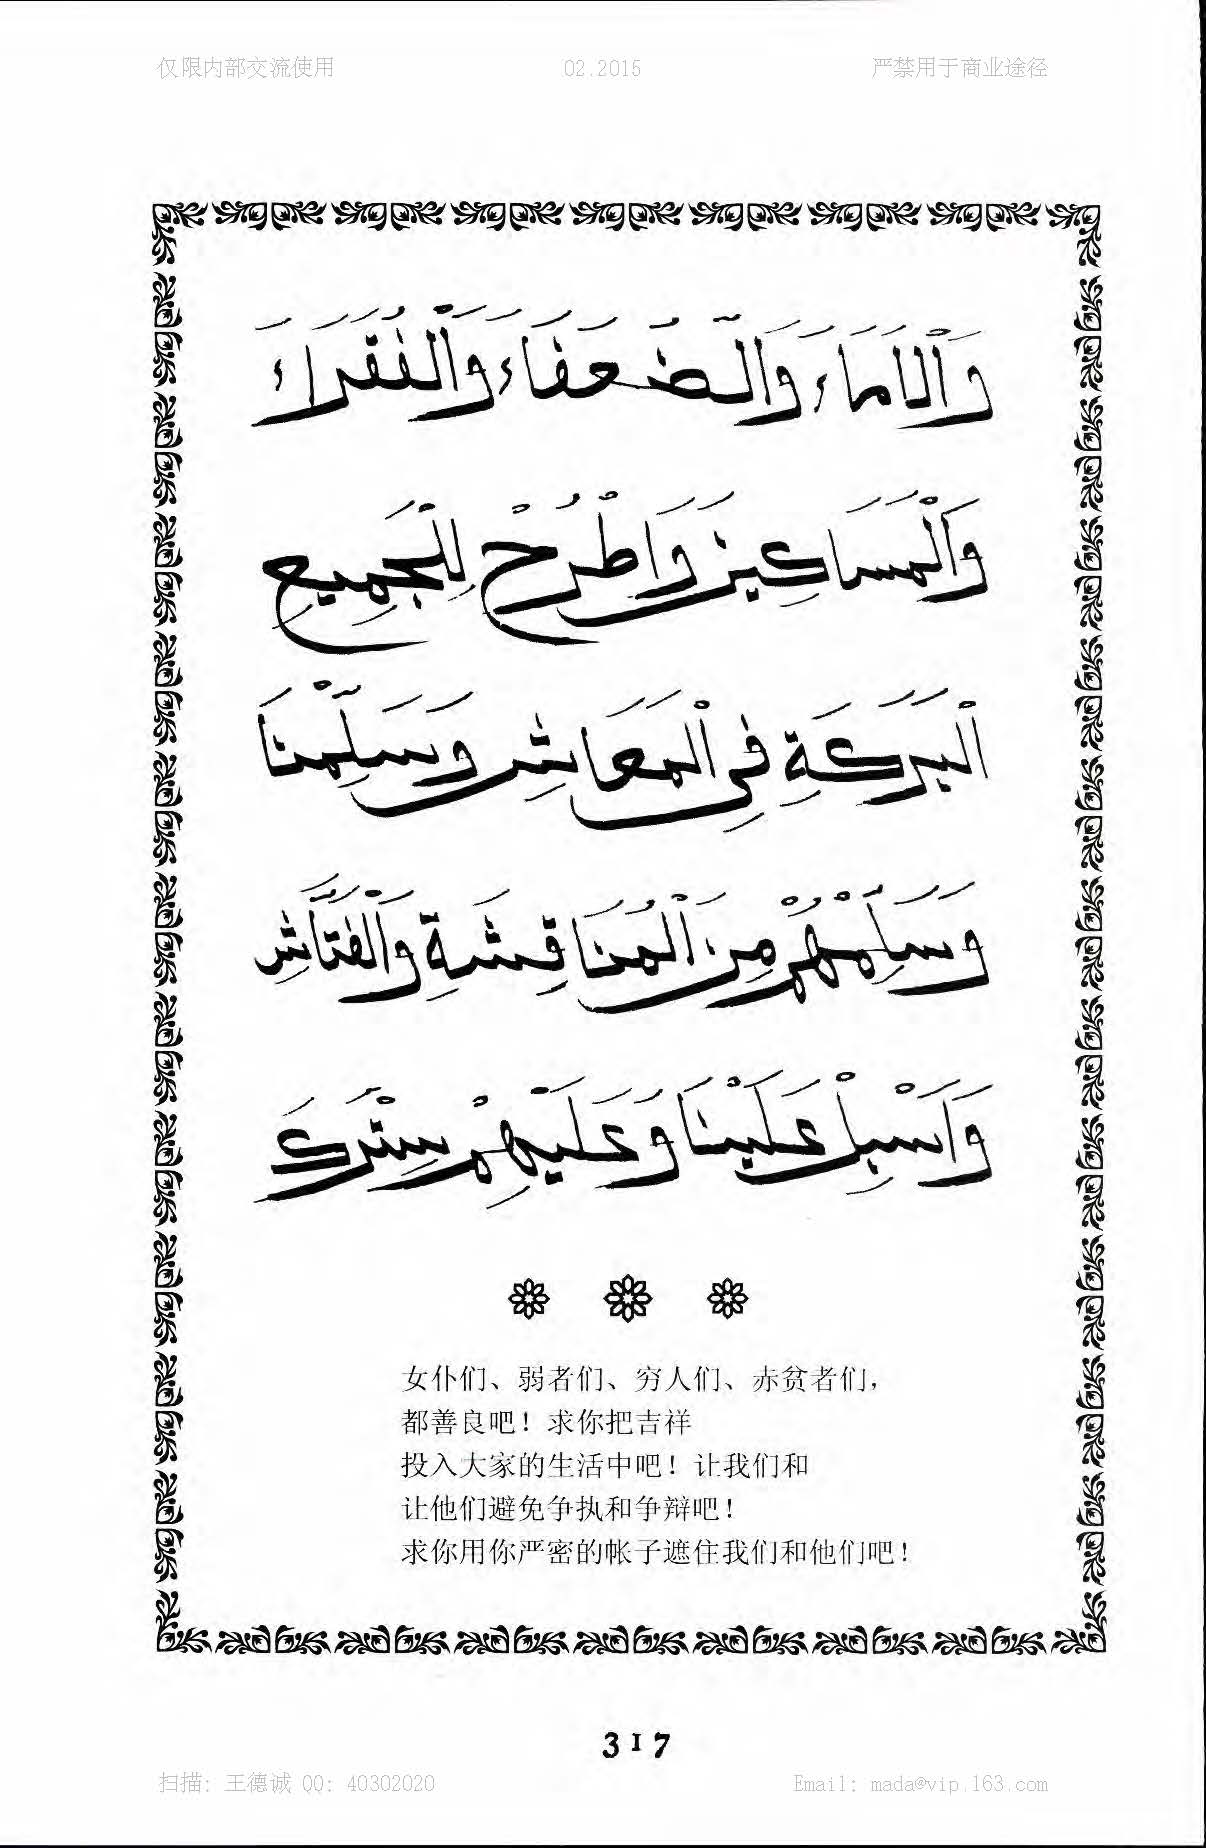 仅限内部交流使用 02.2015 严禁用于商业途径
وَالْاَمَاءِ وَالضُّعَفَاءِ وَالْفُقَرَاءِ
وَالْمَسَاكِينَ وَاطْرُحْ لِلْجَمِيعِ
الْبَرَكَةِ فِي الْمَعَاشِ وَسَلِّمْنَا
وَسَلِّمْهُمْ مِنَ الْمُنَاقِشَةِ وَالْفَتَّاشِ
وَاَسْبِلْ عَلَيْنَا وَعَلَيْهِمْ سِتْرَكَ
女仆们、弱者们、穷人们、赤贫者们，
都善良吧！求你把吉祥
投入大家的生活中吧！让我们和
让他们避免争执和争辩吧！
求你用你严密的帐子遮住我们和他们吧！
317
扫描: 王德诚 QQ: 40302020 Email: mada@vip.163.com